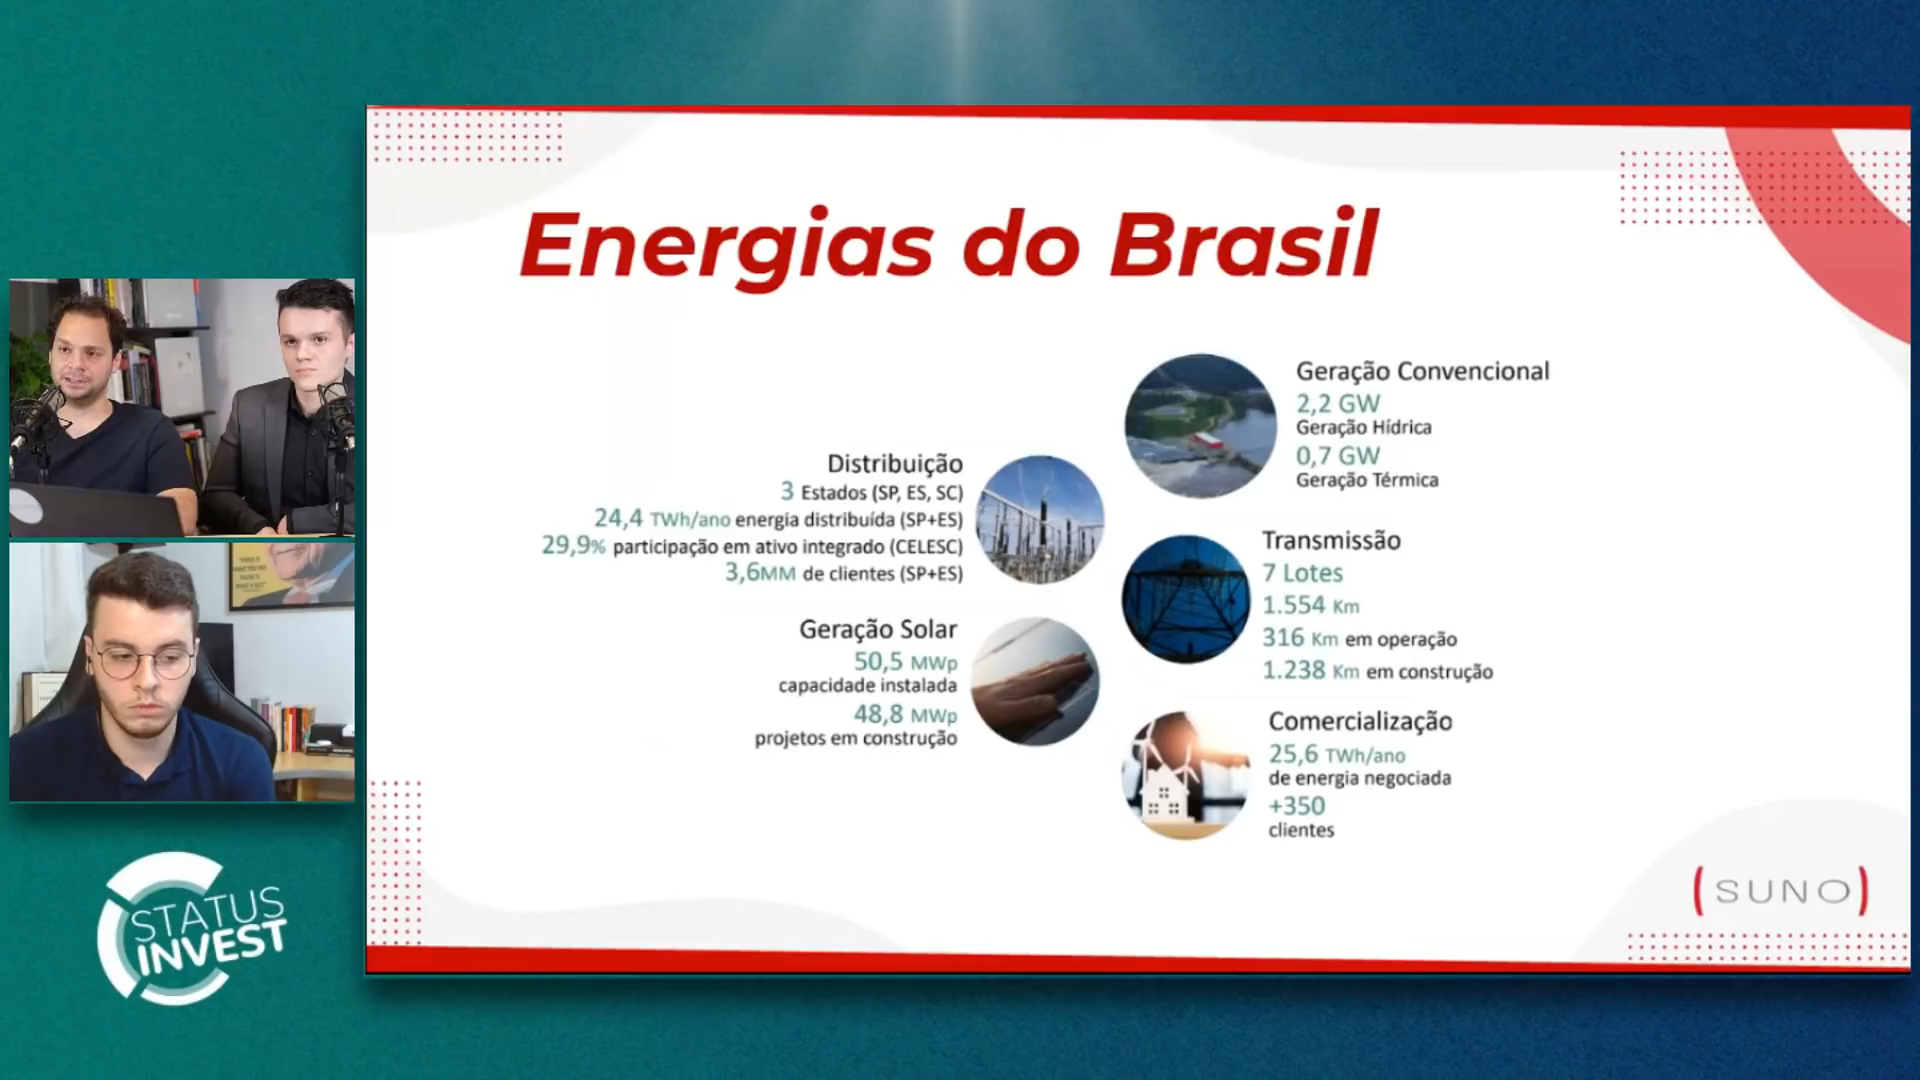 Energias do Brasil
Distribuição
3 Estados (SP, ES, SC)
24,4 TWh/ano energia distribuída (SP+ES)
29,9% participação em ativo integrado (CELESC)
3,6MM de clientes (SP+ES)
Geração Solar
50,5 MWp
capacidade instalada
48,8 MWp
projetos em construção
Geração Convencional
2,2 GW
Geração Hídrica
0,7 GW
Geração Térmica
Transmissão
7 Lotes
1.554 Km
316 Km em operação
1.238 Km em construção
Comercialização
25,6 TWh/ano
de energia negociada
+350
clientes
(SUNO)
STATUS
INVEST